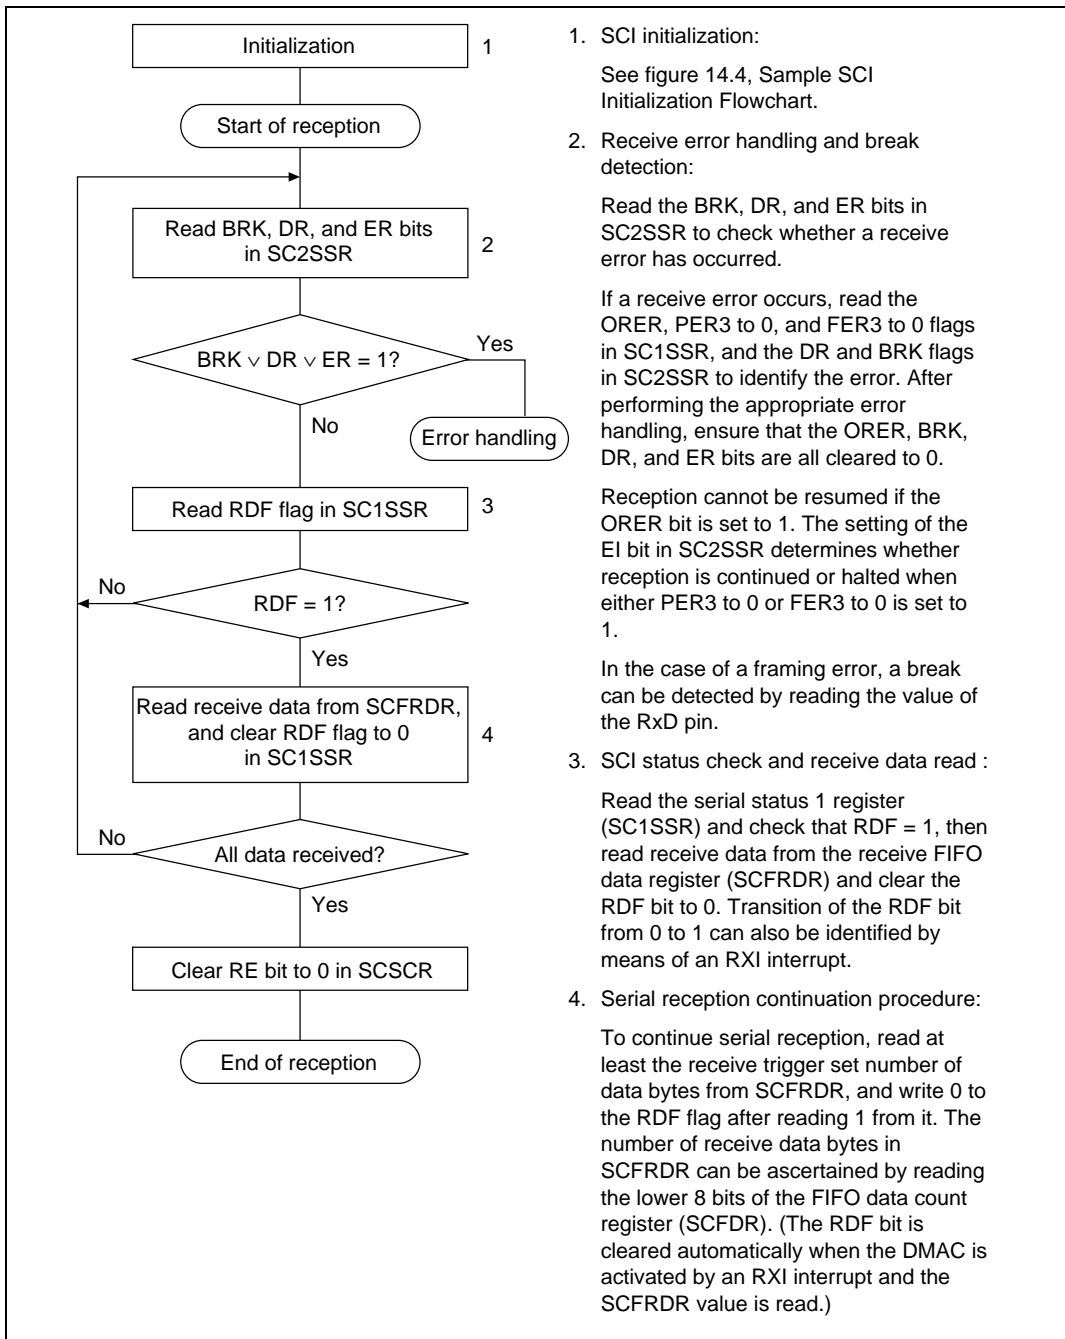 Initialization
1
Start of reception
Read BRK, DR, and ER bits
in SC2SSR
2
BRK ∨ DR ∨ ER = 1?
Yes
No
Error handling
Read RDF flag in SC1SSR
3
No
RDF = 1?
Yes
Read receive data from SCFRDR,
and clear RDF flag to 0
in SC1SSR
4
No
All data received?
Yes
Clear RE bit to 0 in SCSCR
End of reception
1. SCI initialization:
See figure 14.4, Sample SCI
Initialization Flowchart.
2. Receive error handling and break
detection:
Read the BRK, DR, and ER bits in
SC2SSR to check whether a receive
error has occurred.
If a receive error occurs, read the
ORER, PER3 to 0, and FER3 to 0 flags
in SC1SSR, and the DR and BRK flags
in SC2SSR to identify the error. After
performing the appropriate error
handling, ensure that the ORER, BRK,
DR, and ER bits are all cleared to 0.
Reception cannot be resumed if the
ORER bit is set to 1. The setting of the
EI bit in SC2SSR determines whether
reception is continued or halted when
either PER3 to 0 or FER3 to 0 is set to
1.
In the case of a framing error, a break
can be detected by reading the value of
the RxD pin.
3. SCI status check and receive data read :
Read the serial status 1 register
(SC1SSR) and check that RDF = 1, then
read receive data from the receive FIFO
data register (SCFRDR) and clear the
RDF bit to 0. Transition of the RDF bit
from 0 to 1 can also be identified by
means of an RXI interrupt.
4. Serial reception continuation procedure:
To continue serial reception, read at
least the receive trigger set number of
data bytes from SCFRDR, and write 0 to
the RDF flag after reading 1 from it. The
number of receive data bytes in
SCFRDR can be ascertained by reading
the lower 8 bits of the FIFO data count
register (SCFDR). (The RDF bit is
cleared automatically when the DMAC is
activated by an RXI interrupt and the
SCFRDR value is read.)